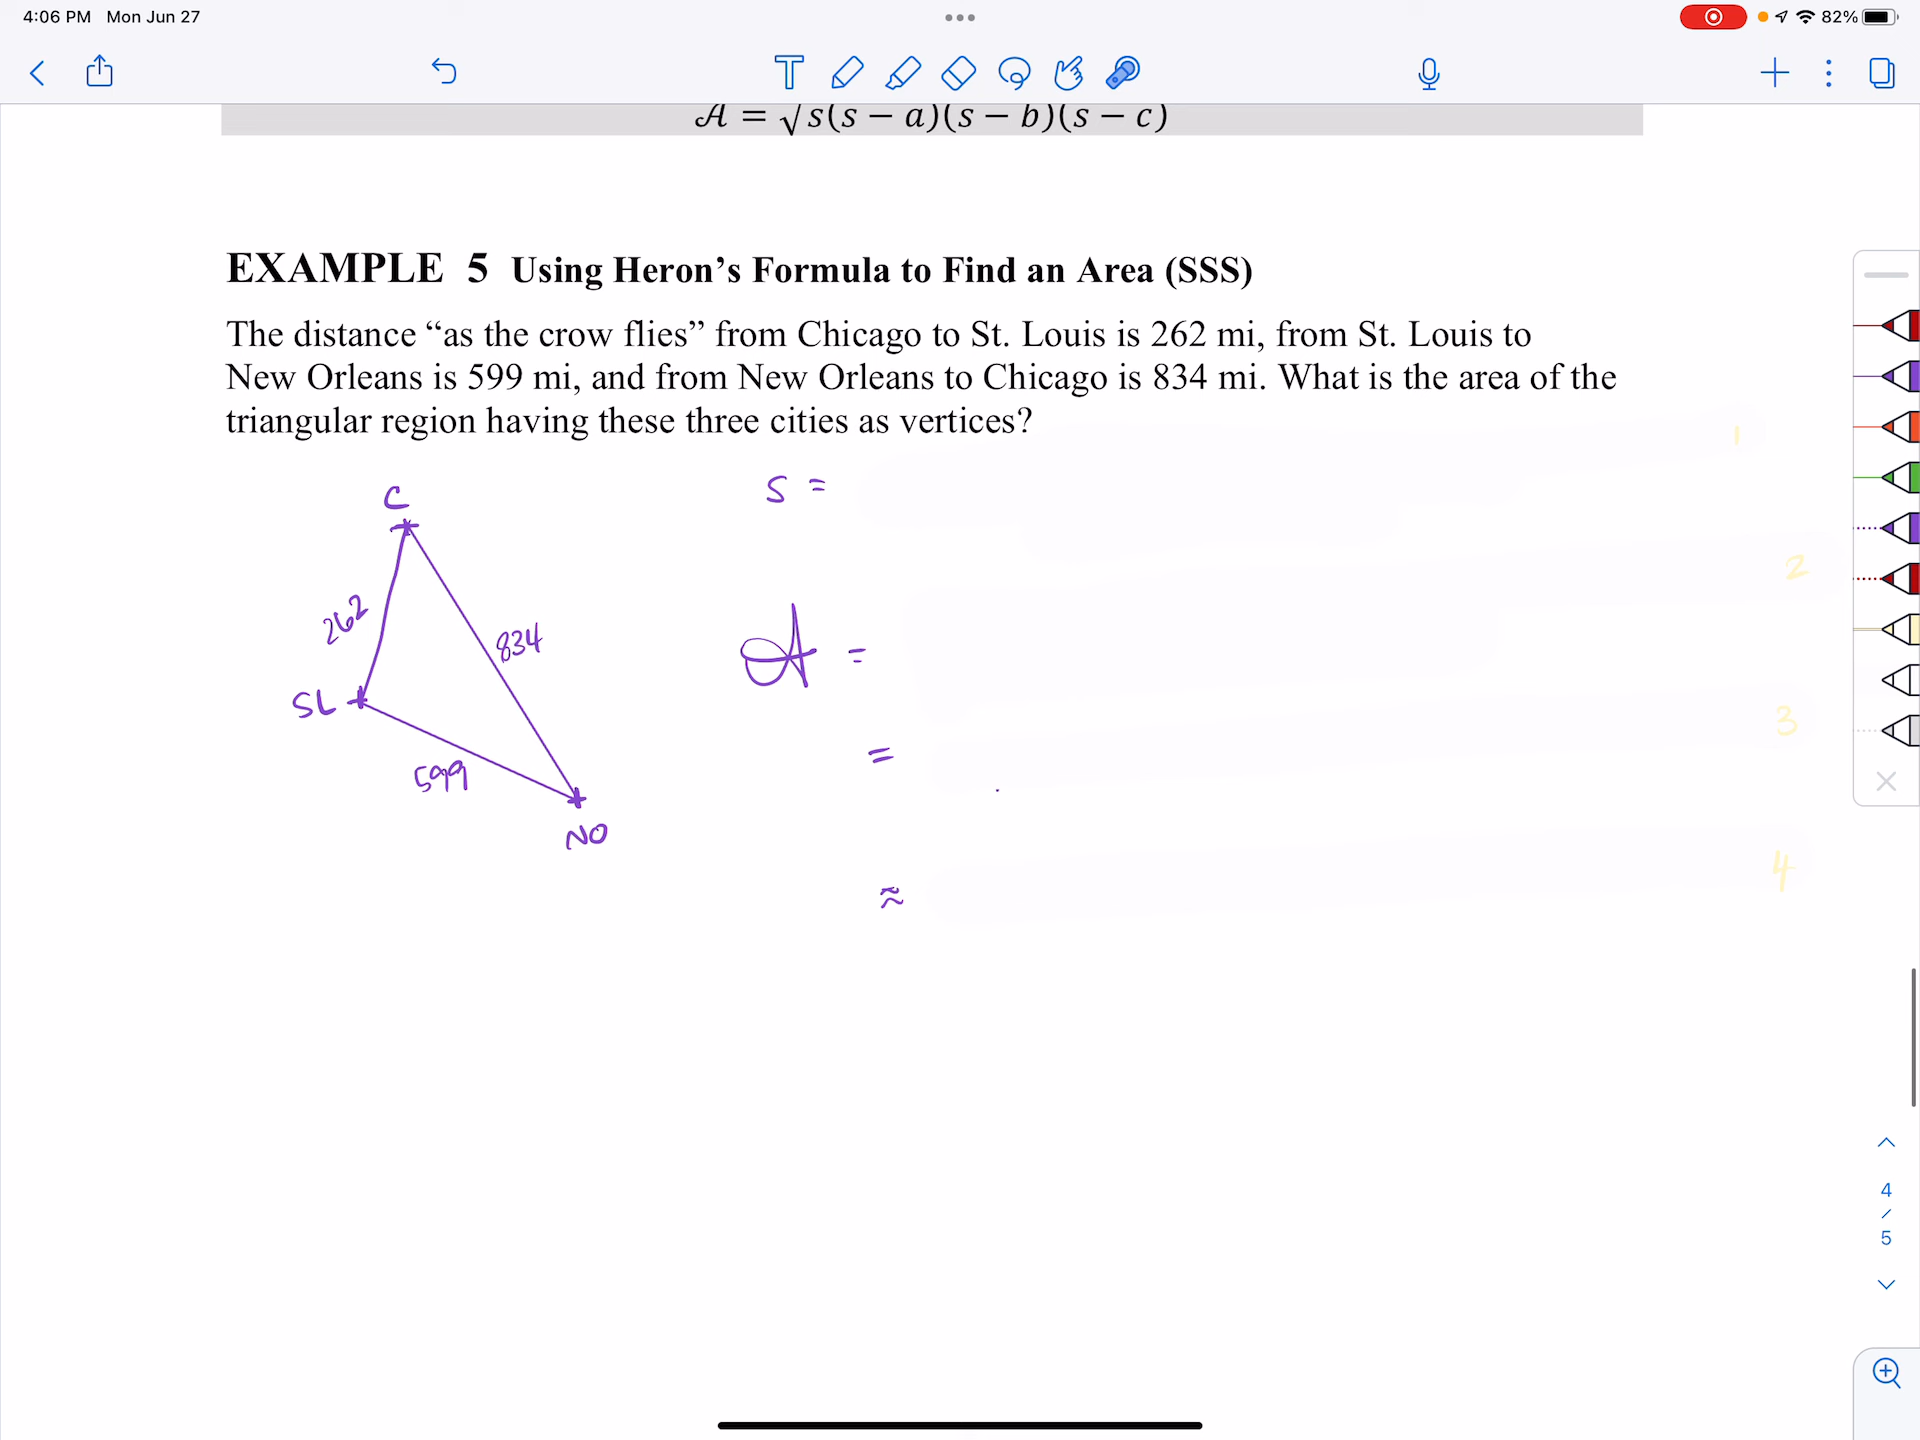 4:06 PM Mon Jun 27
82%
𝒜 = √s(s − a)(s − b)(s − c)
EXAMPLE 5 Using Heron’s Formula to Find an Area (SSS)
The distance “as the crow flies” from Chicago to St. Louis is 262 mi, from St. Louis to
New Orleans is 599 mi, and from New Orleans to Chicago is 834 mi. What is the area of the
triangular region having these three cities as vertices?
1
C
s =
2
262
834
𝒜 =
SL
3
=
599
NO
4
≈
4
/
5